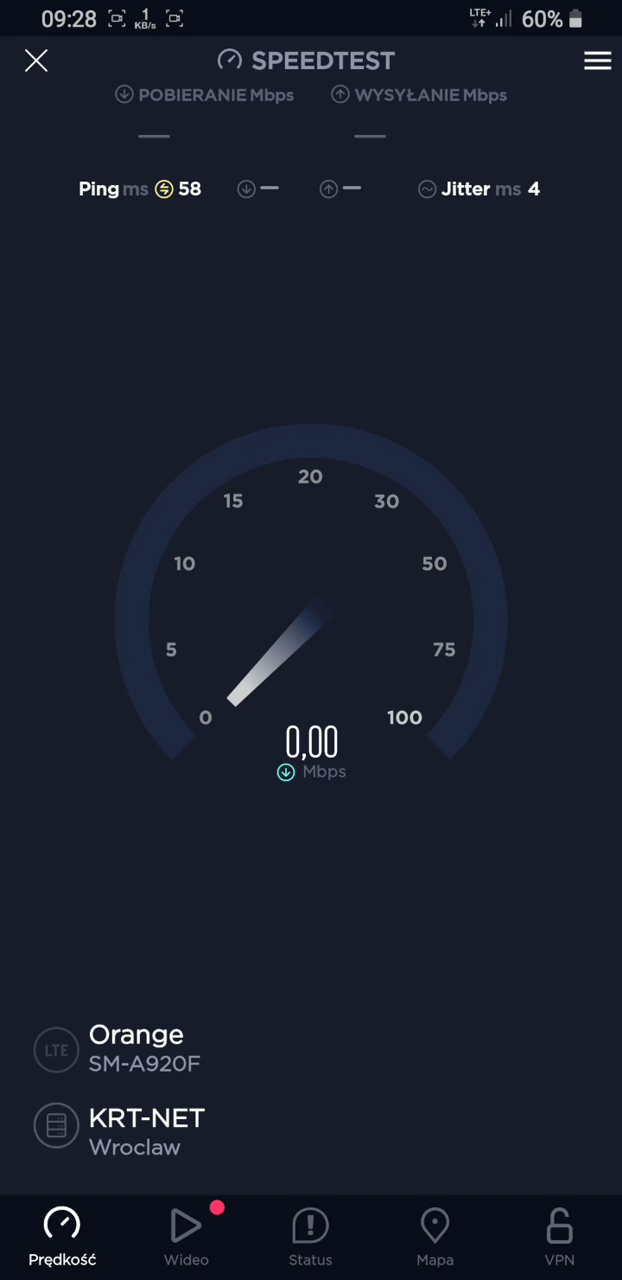 09:28 1 KB/s LTE+ 60%
SPEEDTEST
POBIERANIE Mbps WYSYŁANIE Mbps
— —
Ping ms 58 — — Jitter ms 4
20
15 30
10 50
5 75
0 100
0,00
Mbps
Orange
LTE
SM-A920F
KRT-NET
Wroclaw
Prędkość Wideo Status Mapa VPN